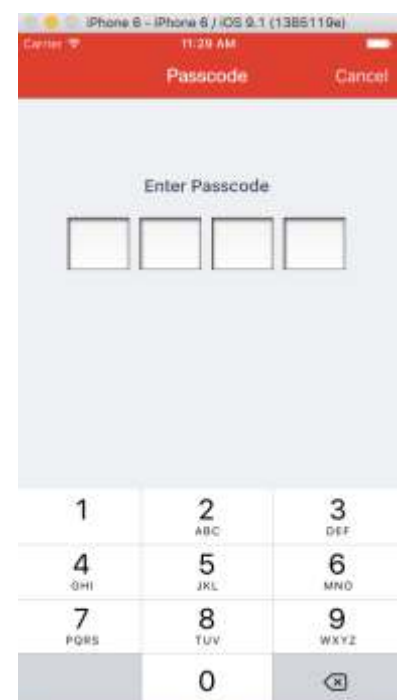 iPhone 6 - iPhone 6 / iOS 9.1 (13B5119e)
Carrier 11:29 AM
Passcode Cancel
Enter Passcode
1 2 3
ABC DEF
4 5 6
GHI JKL MNO
7 8 9
PQRS TUV WXYZ
0